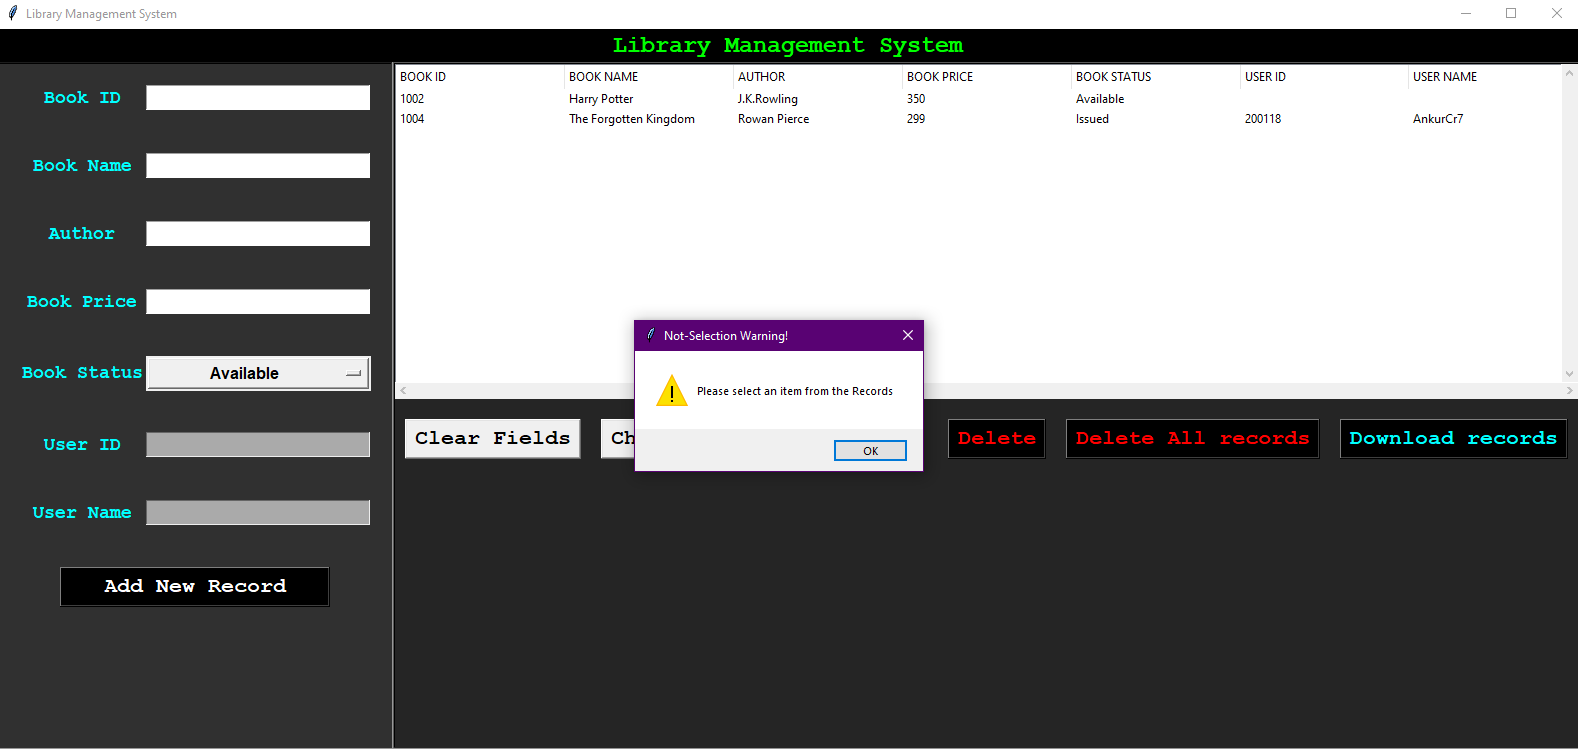 Library Management System
Library Management System
Book ID
Book Name
Author
Book Price
Book Status
Available
User ID
User Name
Add New Record
BOOK ID BOOK NAME AUTHOR BOOK PRICE BOOK STATUS USER ID USER NAME
1002 Harry Potter J.K.Rowling 350 Available
1004 The Forgotten Kingdom Rowan Pierce 299 Issued 200118 AnkurCr7
Not-Selection Warning!
Please select an item from the Records
OK
Clear Fields Ch Delete Delete All records Download records